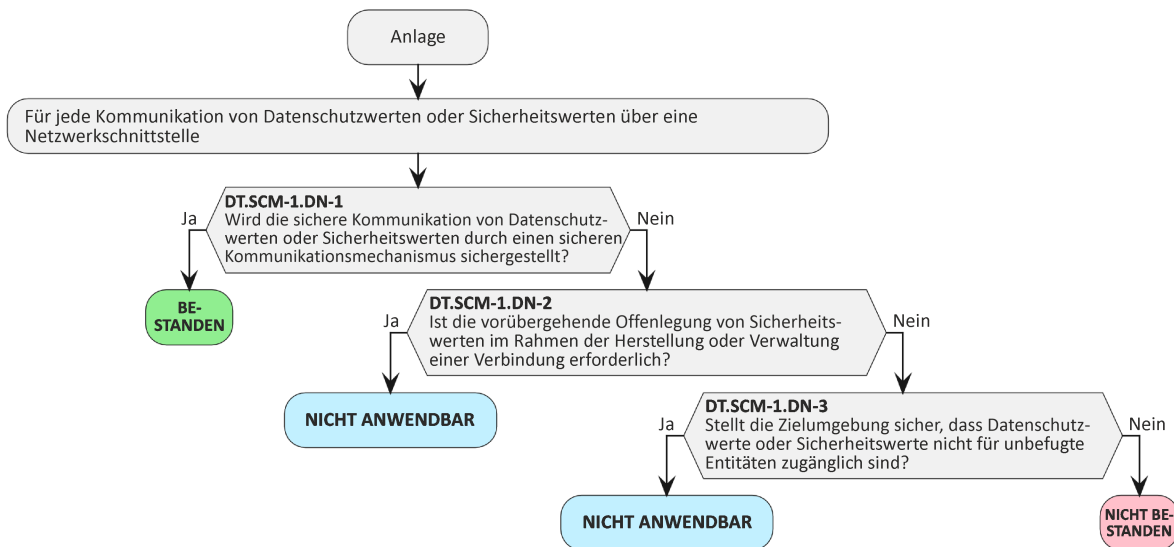 Anlage
Für jede Kommunikation von Datenschutzwerten oder Sicherheitswerten über eine
Netzwerkschnittstelle
DT.SCM-1.DN-1
Ja
Wird die sichere Kommunikation von Datenschutz-
Nein
werten oder Sicherheitswerten durch einen sicheren
Kommunikationsmechanismus sichergestellt?
BE-
STANDEN
DT.SCM-1.DN-2
Ja
Ist die vorübergehende Offenlegung von Sicherheits-
Nein
werten im Rahmen der Herstellung oder Verwaltung
einer Verbindung erforderlich?
NICHT ANWENDBAR
DT.SCM-1.DN-3
Ja
Stellt die Zielumgebung sicher, dass Datenschutz-
Nein
werte oder Sicherheitswerte nicht für unbefugte
Entitäten zugänglich sind?
NICHT ANWENDBAR
NICHT BE-
STANDEN